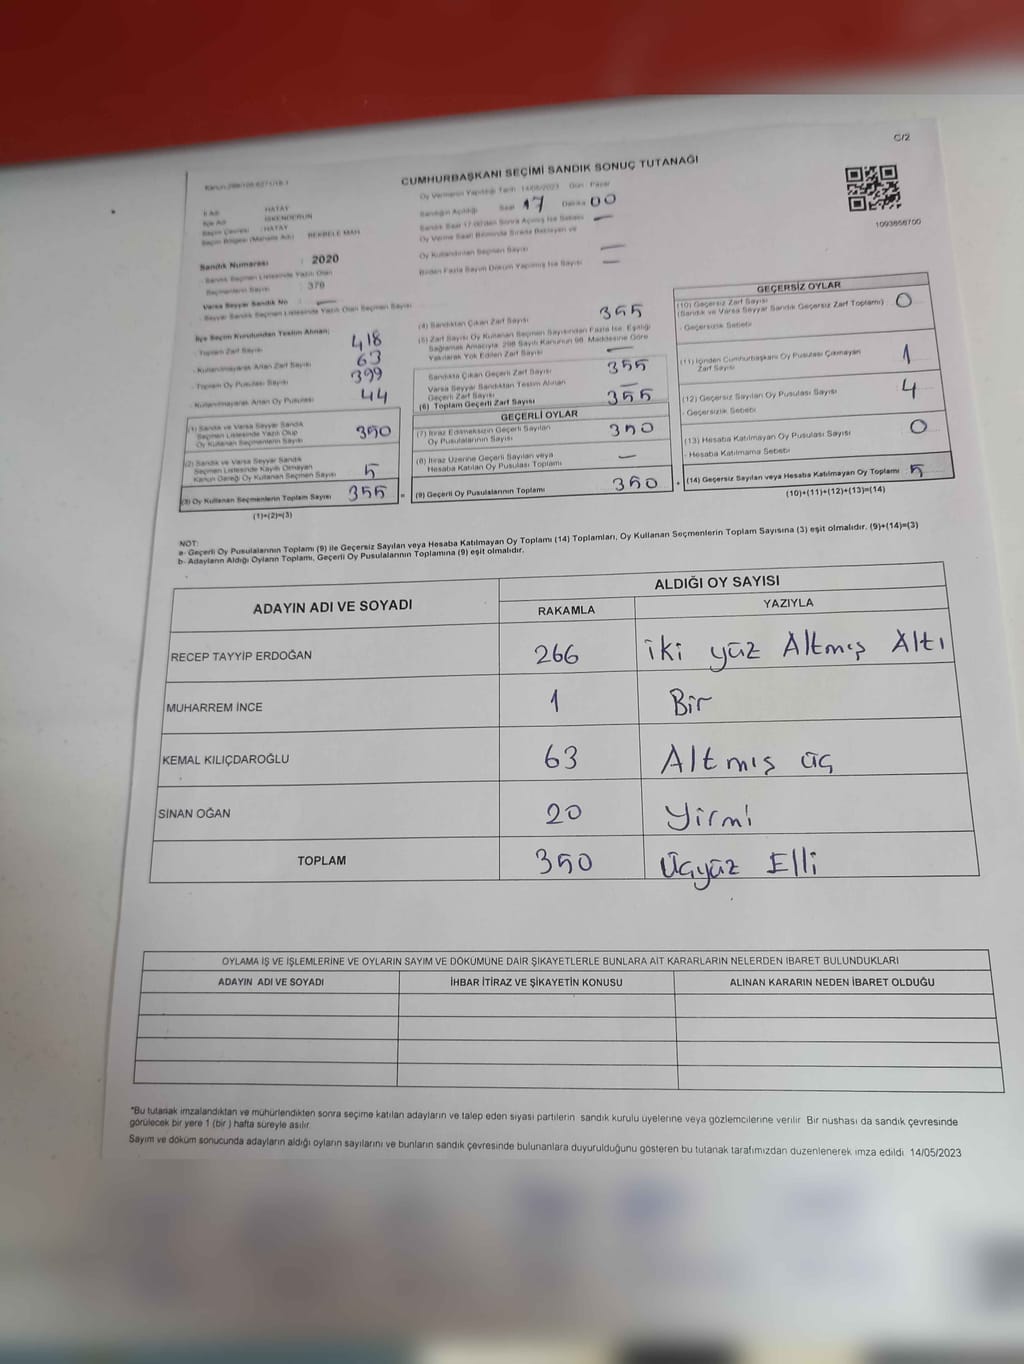 C/2
CUMHURBAŞKANI SEÇİMİ SANDIK SONUÇ TUTANAĞI
Oy Vermenin Yapıldığı Tarih 14/05/2023 Gün : Pazar
Sandığın Açıldığı Saat 17 Dakika 00
Sandık Saat 17:00'den Sonra Açılmış İse Sebebi —
Oy Verme Saati Bitiminde Sırada Bekleyen ve
Oy Kullandırılan Seçmen Sayısı —
Birden Fazla Sayım Döküm Yapılmış İse Sayısı —
1093656700
İl Adı : HATAY
İlçe Adı : İSKENDERUN
Seçim Çevresi : HATAY
Seçim Bölgesi (Mahalle Adı) : BEKBELE MAH
Sandık Numarası : 2020
Sandık Seçmen Listesinde Yazılı Olan
Seçmenlerin Sayısı : 376
Varsa Seyyar Sandık No : —
Seyyar Sandık Seçmen Listesinde Yazılı Olan Seçmen Sayısı
İlçe Seçim Kurulundan Teslim Alınan;
- Toplam Zarf Sayısı 418
- Kullanılmayarak Artan Zarf Sayısı 63
- Toplam Oy Pusulası Sayısı 399
- Kullanılmayarak Artan Oy Pusulası 44
(1) Sandık ve Varsa Seyyar Sandık
Seçmen Listesinde Yazılı Olup
Oy Kullanan Seçmenlerin Sayısı 350
(2) Sandık ve Varsa Seyyar Sandık
Seçmen Listesinde Kayıtlı Olmayan
Kanun Gereği Oy Kullanan Seçmen Sayısı 5
(3) Oy Kullanan Seçmenlerin Toplam Sayısı 355 =
(1)+(2)=(3)
(4) Sandıktan Çıkan Zarf Sayısı 355
(5) Zarf Sayısı Oy Kullanan Seçmen Sayısından Fazla İse, Eşitliği
Sağlamak Amacıyla; 298 Sayılı Kanunun 98. Maddesine Göre
Yakılarak Yok Edilen Zarf Sayısı —
Sandıkta Çıkan Geçerli Zarf Sayısı 355
Varsa Seyyar Sandıktan Teslim Alınan
Geçerli Zarf Sayısı —
(6) Toplam Geçerli Zarf Sayısı 355
GEÇERLİ OYLAR
(7) İtiraz Edilmeksizin Geçerli Sayılan
Oy Pusulalarının Sayısı 350
(8) İtiraz Üzerine Geçerli Sayılan veya
Hesaba Katılan Oy Pusulası Toplamı —
(9) Geçerli Oy Pusulalarının Toplamı 350 +
GEÇERSİZ OYLAR
(10) Geçersiz Zarf Sayısı
(Sandık ve Varsa Seyyar Sandık Geçersiz Zarf Toplamı) 0
- Geçersizlik Sebebi:
(11) İçinden Cumhurbaşkanı Oy Pusulası Çıkmayan
Zarf Sayısı 1
(12) Geçersiz Sayılan Oy Pusulası Sayısı 4
- Geçersizlik Sebebi:
(13) Hesaba Katılmayan Oy Pusulası Sayısı 0
- Hesaba Katılmama Sebebi:
(14) Geçersiz Sayılan veya Hesaba Katılmayan Oy Toplamı 5
(10)+(11)+(12)+(13)=(14)
NOT:
a- Geçerli Oy Pusulalarının Toplamı (9) ile Geçersiz Sayılan veya Hesaba Katılmayan Oy Toplamı (14) Toplamları, Oy Kullanan Seçmenlerin Toplam Sayısına (3) eşit olmalıdır. (9)+(14)=(3)
b- Adayların Aldığı Oyların Toplamı, Geçerli Oy Pusulalarının Toplamına (9) eşit olmalıdır.
ADAYIN ADI VE SOYADI
ALDIĞI OY SAYISI
RAKAMLA YAZIYLA
RECEP TAYYİP ERDOĞAN 266 iki yüz Altmış Altı
MUHARREM İNCE 1 Bir
KEMAL KILIÇDAROĞLU 63 Altmış üç
SİNAN OĞAN 20 Yirmi
TOPLAM 350 Üçyüz Elli
OYLAMA İŞ VE İŞLEMLERİNE VE OYLARIN SAYIM VE DÖKÜMÜNE DAİR ŞİKAYETLERLE BUNLARA AİT KARARLARIN NELERDEN İBARET BULUNDUKLARI
ADAYIN ADI VE SOYADI İHBAR İTİRAZ VE ŞİKAYETİN KONUSU ALINAN KARARIN NEDEN İBARET OLDUĞU
*Bu tutanak imzalandıktan ve mühürlendikten sonra seçime katılan adayların ve talep eden siyasi partilerin sandık kurulu üyelerine veya gözlemcilerine verilir. Bir nushası da sandık çevresinde
görülecek bir yere 1 (bir ) hafta süreyle asılır.
Sayım ve döküm sonucunda adayların aldığı oyların sayılarını ve bunların sandık çevresinde bulunanlara duyurulduğunu gösteren bu tutanak tarafımızdan düzenlenerek imza edildi. 14/05/2023